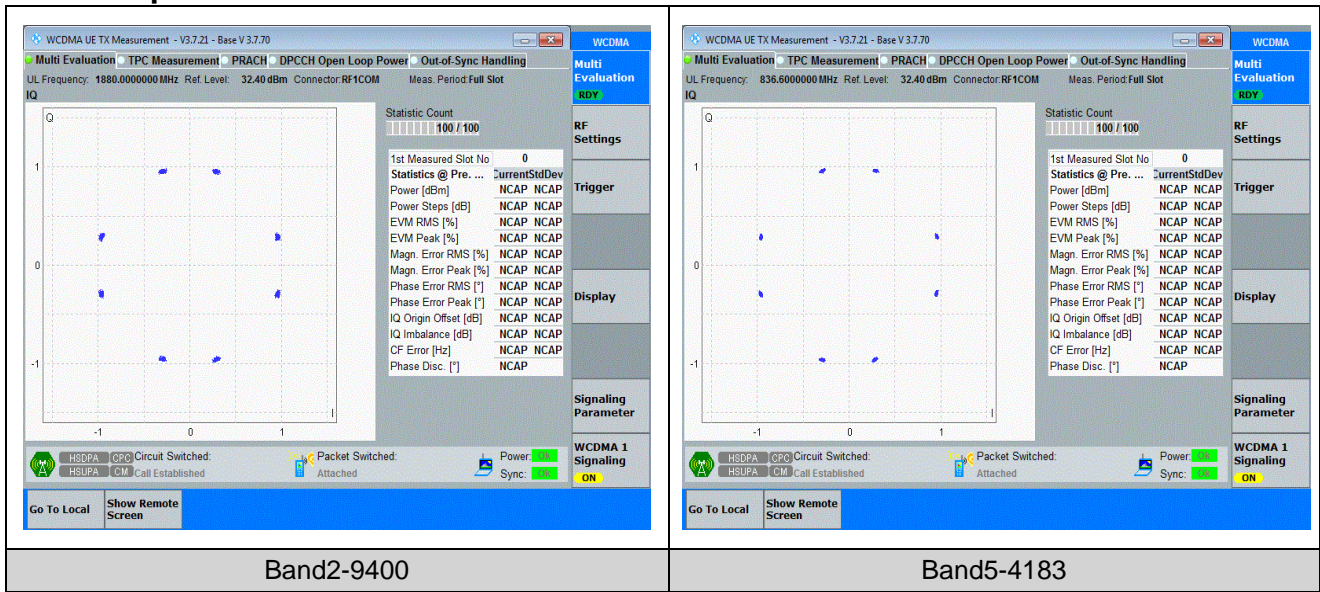 WCDMA UE TX Measurement - V3.7.21 - Base V 3.7.70
WCDMA
Multi Evaluation TPC Measurement PRACH DPCCH Open Loop Power Out-of-Sync Handling
UL Frequency: 1880.0000000 MHz Ref. Level: 32.40 dBm Connector:RF1COM Meas. Period:Full Slot
IQ
Multi
Evaluation
RDY
Q
1
0
-1
-1 0 1
I
Statistic Count
100 / 100
1st Measured Slot No 0
Statistics @ Pre. ... CurrentStdDev
Power [dBm] NCAP NCAP
Power Steps [dB] NCAP NCAP
EVM RMS [%] NCAP NCAP
EVM Peak [%] NCAP NCAP
Magn. Error RMS [%] NCAP NCAP
Magn. Error Peak [%] NCAP NCAP
Phase Error RMS [°] NCAP NCAP
Phase Error Peak [°] NCAP NCAP
IQ Origin Offset [dB] NCAP NCAP
IQ Imbalance [dB] NCAP NCAP
CF Error [Hz] NCAP NCAP
Phase Disc. [°] NCAP
RF
Settings
Trigger
Display
Signaling
Parameter
WCDMA 1
Signaling
ON
HSDPA CPC Circuit Switched: Packet Switched: Power: OK
HSUPA CM Call Established Attached Sync: OK
Go To Local
Show Remote
Screen
Band2-9400
WCDMA UE TX Measurement - V3.7.21 - Base V 3.7.70
WCDMA
Multi Evaluation TPC Measurement PRACH DPCCH Open Loop Power Out-of-Sync Handling
UL Frequency: 836.6000000 MHz Ref. Level: 32.40 dBm Connector:RF1COM Meas. Period:Full Slot
IQ
Multi
Evaluation
RDY
Q
1
0
-1
-1 0 1
I
Statistic Count
100 / 100
1st Measured Slot No 0
Statistics @ Pre. ... CurrentStdDev
Power [dBm] NCAP NCAP
Power Steps [dB] NCAP NCAP
EVM RMS [%] NCAP NCAP
EVM Peak [%] NCAP NCAP
Magn. Error RMS [%] NCAP NCAP
Magn. Error Peak [%] NCAP NCAP
Phase Error RMS [°] NCAP NCAP
Phase Error Peak [°] NCAP NCAP
IQ Origin Offset [dB] NCAP NCAP
IQ Imbalance [dB] NCAP NCAP
CF Error [Hz] NCAP NCAP
Phase Disc. [°] NCAP
RF
Settings
Trigger
Display
Signaling
Parameter
WCDMA 1
Signaling
ON
HSDPA CPC Circuit Switched: Packet Switched: Power: OK
HSUPA CM Call Established Attached Sync: OK
Go To Local
Show Remote
Screen
Band5-4183